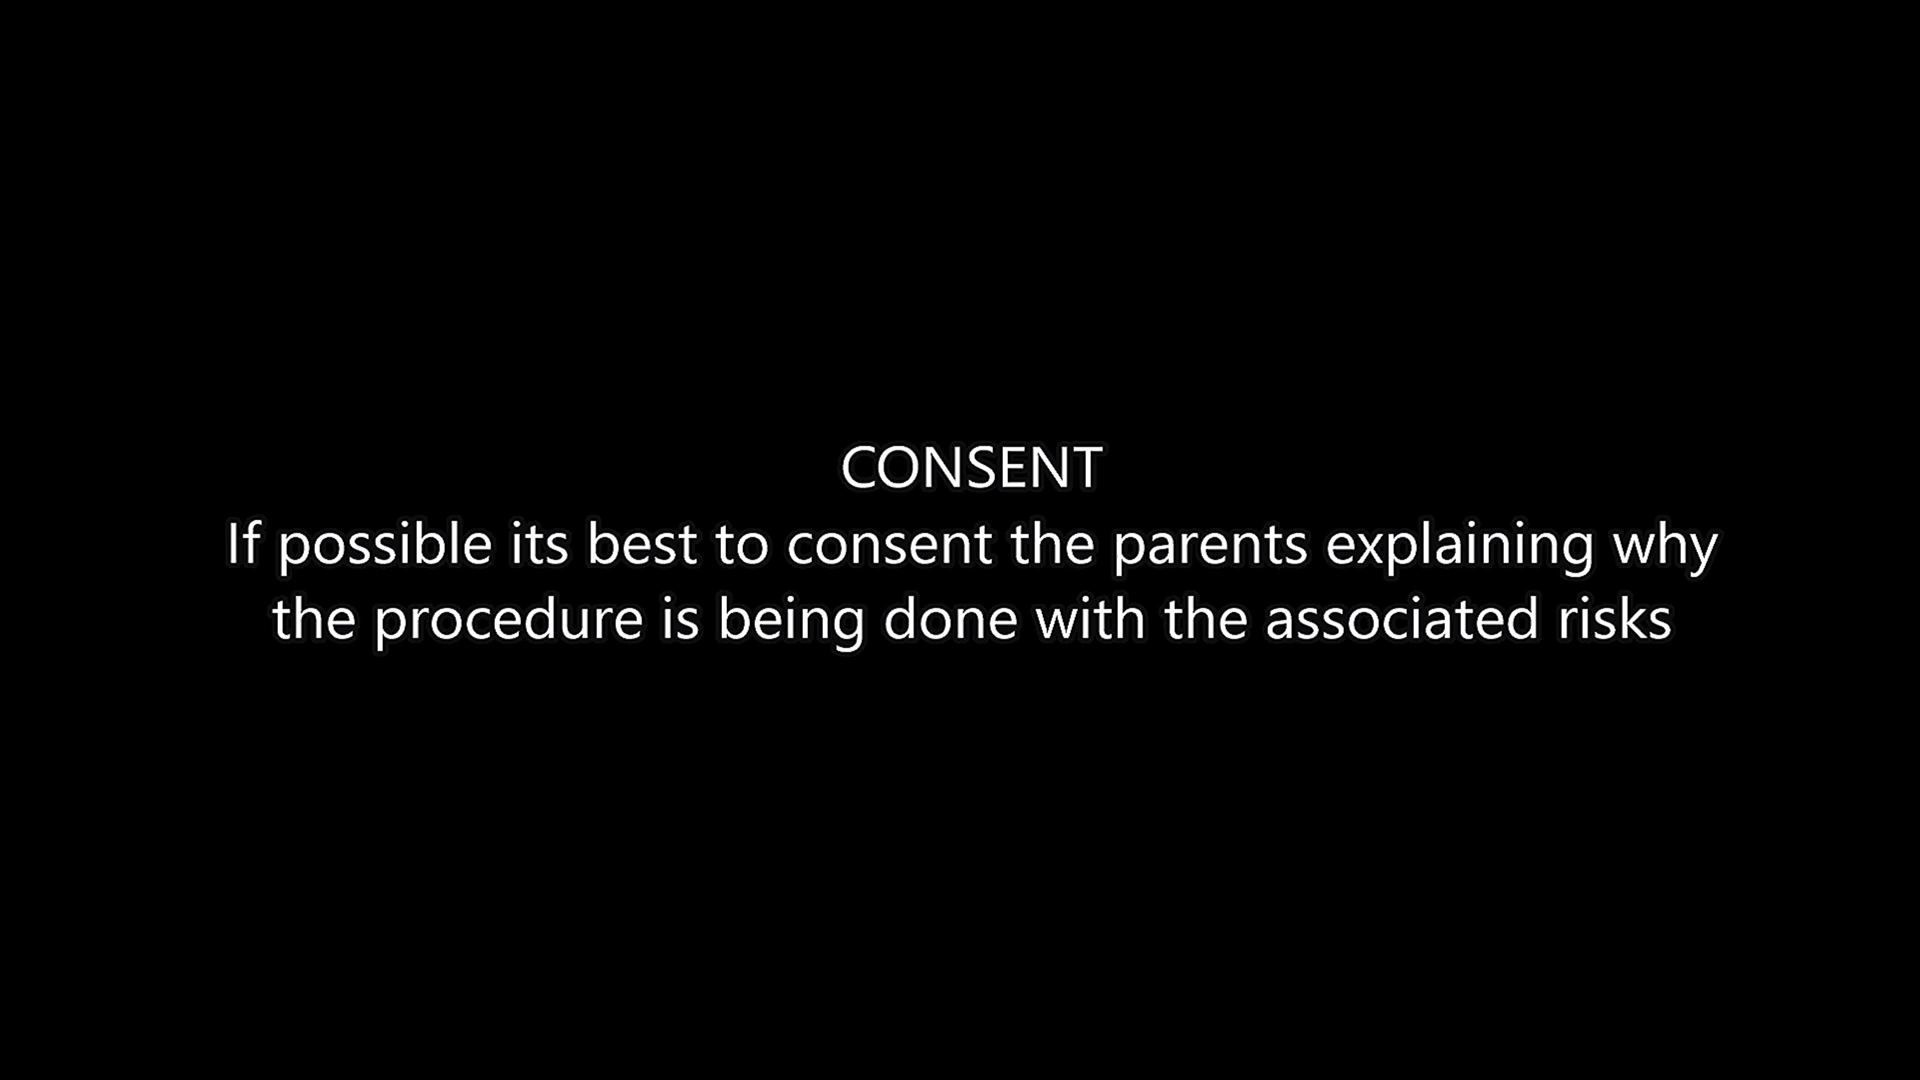 CONSENT
If possible its best to consent the parents explaining why
the procedure is being done with the associated risks